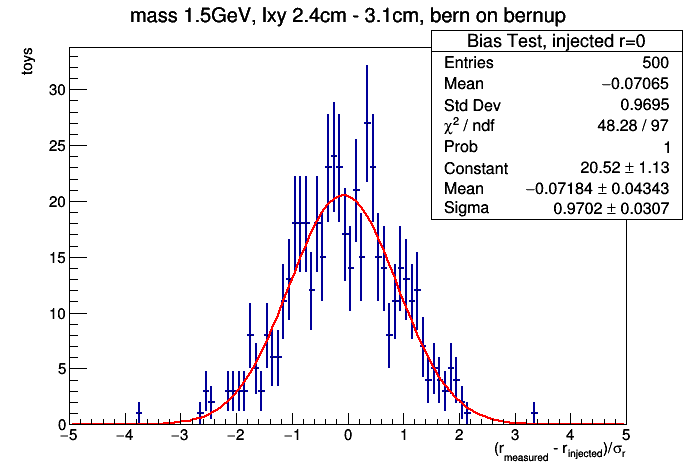 mass 1.5GeV, lxy 2.4cm - 3.1cm, bern on bernup
toys
Bias Test, injected r=0
Entries 500
Mean −0.07065
Std Dev 0.9695
χ² / ndf 48.28 / 97
Prob 1
Constant 20.52 ± 1.13
Mean −0.07184 ± 0.04343
Sigma 0.9702 ± 0.0307
30
25
20
15
10
5
0
−5 −4 −3 −2 −1 0 1 2 3 4 5
(r_measured - r_injected)/σ_r